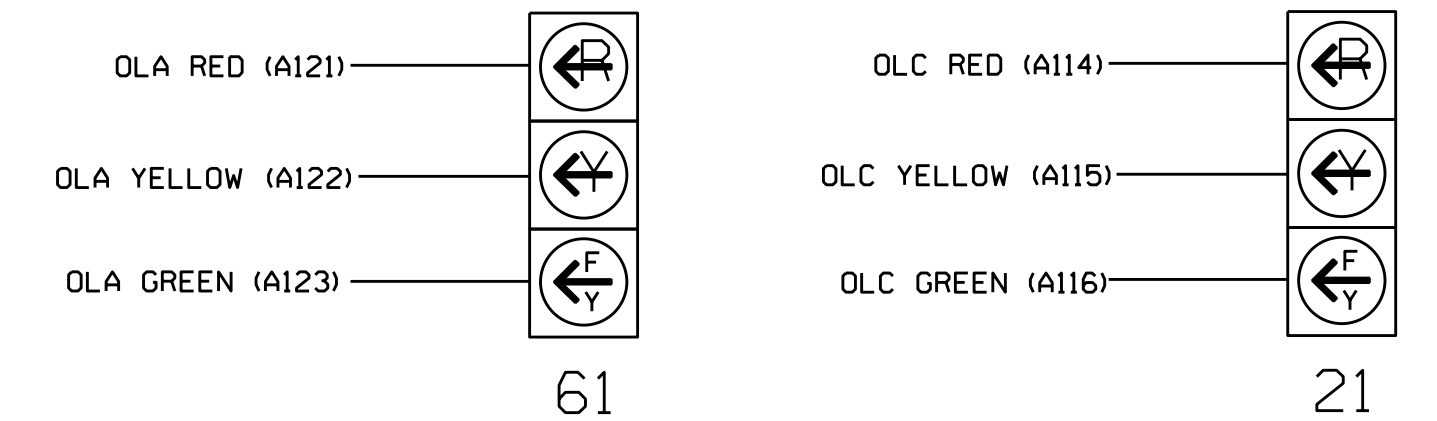 OLA RED (A121)
R
OLA YELLOW (A122)
Y
OLA GREEN (A123)
F
Y
61
OLC RED (A114)
R
OLC YELLOW (A115)
Y
OLC GREEN (A116)
F
Y
21